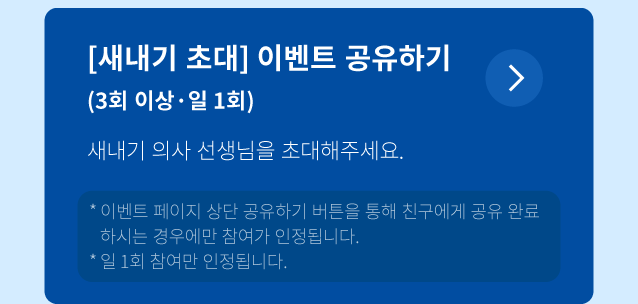 [새내기 초대] 이벤트 공유하기
(3회 이상·일 1회)
새내기 의사 선생님을 초대해주세요.
* 이벤트 페이지 상단 공유하기 버튼을 통해 친구에게 공유 완료
하시는 경우에만 참여가 인정됩니다.
* 일 1회 참여만 인정됩니다.